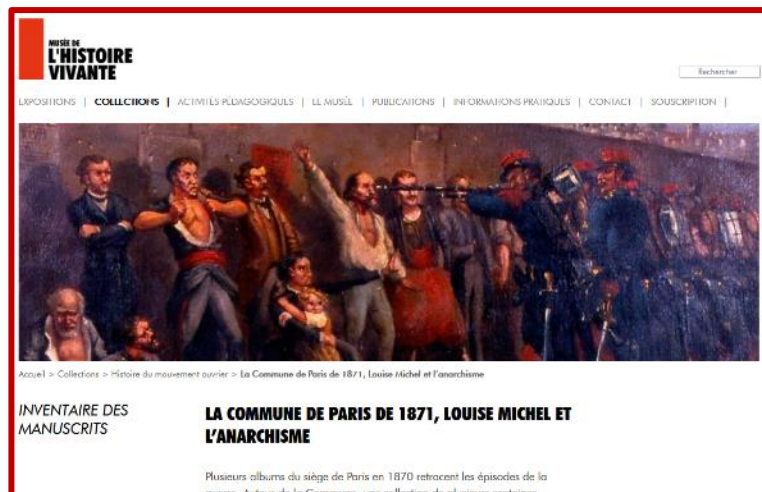 MUSÉE DE
L'HISTOIRE
VIVANTE
Rechercher
EXPOSITIONS | COLLECTIONS | ACTIVITÉS PÉDAGOGIQUES | LE MUSÉE | PUBLICATIONS | INFORMATIONS PRATIQUES | CONTACT | SOUSCRIPTION |
Accueil > Collections > Histoire du mouvement ouvrier > La Commune de Paris de 1871, Louise Michel et l'anarchisme
INVENTAIRE DES
MANUSCRITS
LA COMMUNE DE PARIS DE 1871, LOUISE MICHEL ET
L'ANARCHISME
Plusieurs albums du siège de Paris en 1870 retracent les épisodes de la